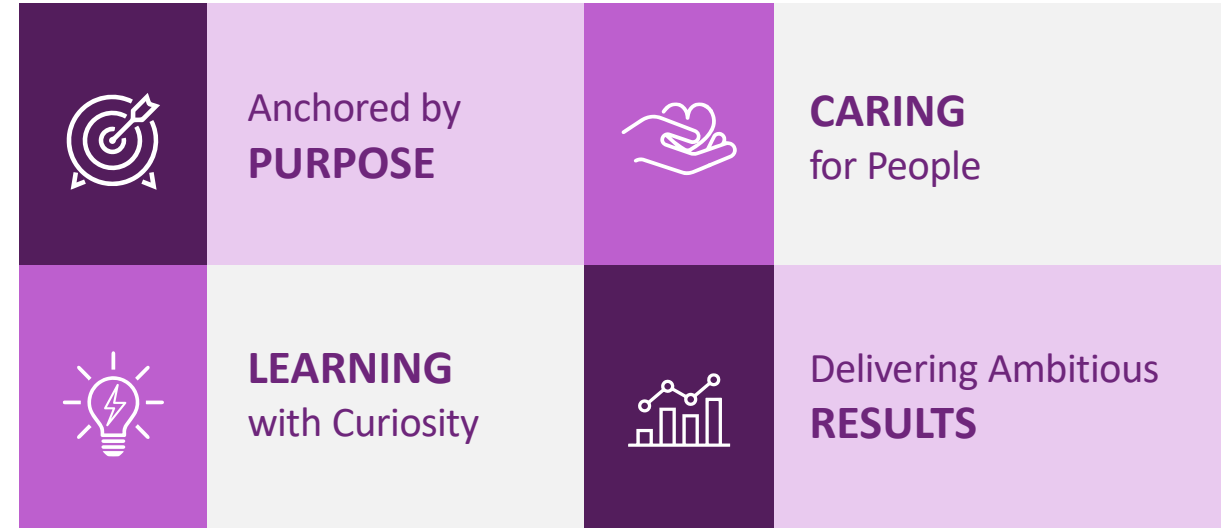 Anchored by
PURPOSE
CARING
for People
LEARNING
with Curiosity
Delivering Ambitious
RESULTS